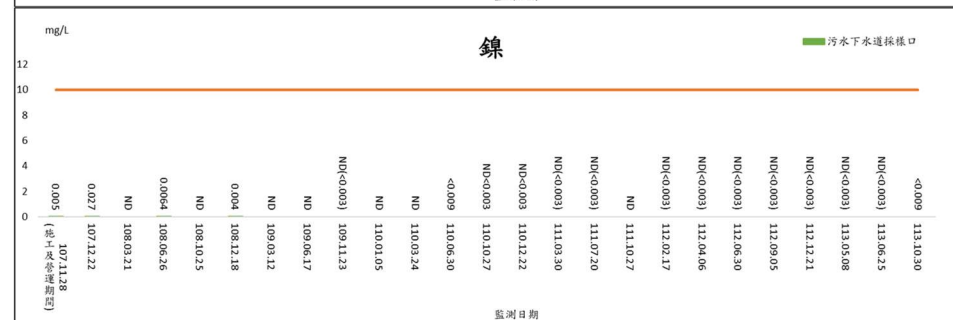 mg/L
鎳
污水下水道採樣口
12
10
8
6
4
2
0
0.005
0.027
ND
0.0064
ND
0.004
ND
ND
ND(<0.003)
ND
ND
<0.009
ND<0.003
ND<0.003
ND(<0.003)
ND(<0.003)
ND
ND(<0.003)
ND(<0.003)
ND(<0.003)
ND(<0.003)
ND(<0.003)
ND(<0.003)
ND(<0.003)
<0.009
107.11.28
(施工及營運期間)
107.12.22
108.03.21
108.06.26
108.10.25
108.12.18
109.03.12
109.06.17
109.11.23
110.01.05
110.03.24
110.06.30
110.10.27
110.12.22
111.03.30
111.07.20
111.10.27
112.02.17
112.04.06
112.06.30
112.09.05
112.12.21
113.05.08
113.06.25
113.10.30
監測日期